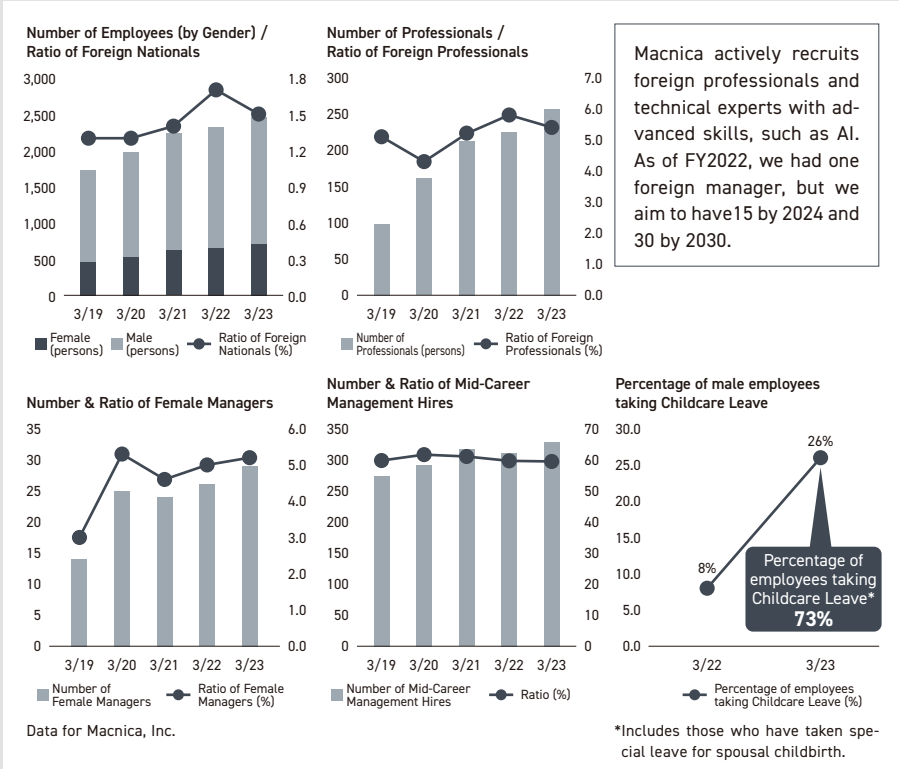 Number of Employees (by Gender) /
Ratio of Foreign Nationals
3,000
2,500
2,000
1,500
1,000
500
0
1.8
1.5
1.2
0.9
0.6
0.3
0.0
3/19 3/20 3/21 3/22 3/23
Female
(persons)
Male
(persons)
Ratio of Foreign
Nationals (%)
Number of Professionals /
Ratio of Foreign Professionals
300
250
200
150
100
50
0
7.0
6.0
5.0
4.0
3.0
2.0
1.0
0.0
3/19 3/20 3/21 3/22 3/23
Number of
Professionals (persons)
Ratio of Foreign
Professionals (%)
Macnica actively recruits
foreign professionals and
technical experts with ad-
vanced skills, such as AI.
As of FY2022, we had one
foreign manager, but we
aim to have15 by 2024 and
30 by 2030.
Number & Ratio of Female Managers
35
30
25
20
15
10
5
0
6.0
5.0
4.0
3.0
2.0
1.0
0.0
3/19 3/20 3/21 3/22 3/23
Number of
Female Managers
Ratio of Female
Managers (%)
Number & Ratio of Mid-Career
Management Hires
350
300
250
200
150
100
50
0
70
60
50
40
30
20
10
0
3/19 3/20 3/21 3/22 3/23
Number of Mid-Career
Management Hires
Ratio (%)
Percentage of male employees
taking Childcare Leave
30.0
25.0
20.0
15.0
10.0
5.0
0.0
8%
26%
Percentage of
employees taking
Childcare Leave*
73%
3/22 3/23
Percentage of employees
taking Childcare Leave (%)
Data for Macnica, Inc.
*Includes those who have taken spe-
cial leave for spousal childbirth.